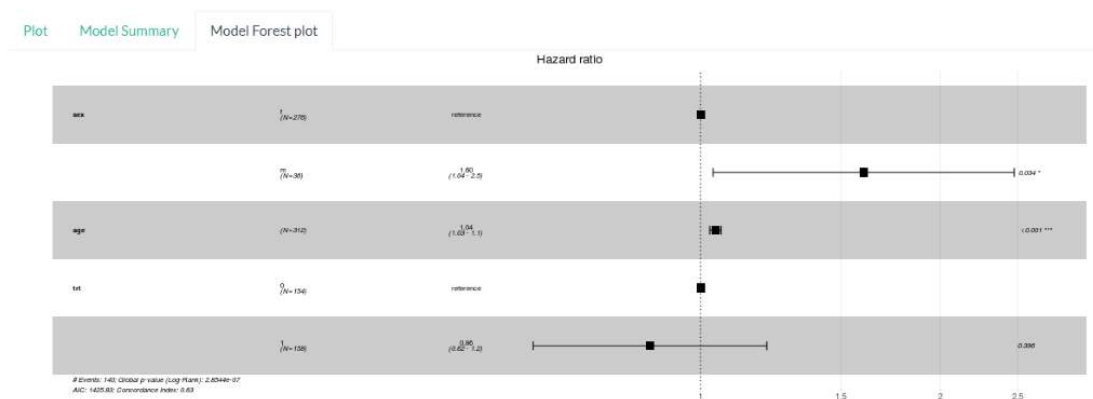 Plot Model Summary Model Forest plot
Hazard ratio
sex f reference
(N=276)
m 1.60 0.034 *
(N=36) (1.04 - 2.5)
age (N=312) 1.04 <0.001 ***
(1.03 - 1.1)
trt 0 reference
(N=154)
1 0.86 0.396
(N=158) (0.62 - 1.2)
# Events: 140; Global p-value (Log-Rank): 2.8544e-07
AIC: 1425.93; Concordance Index: 0.63
1 1.5 2 2.5